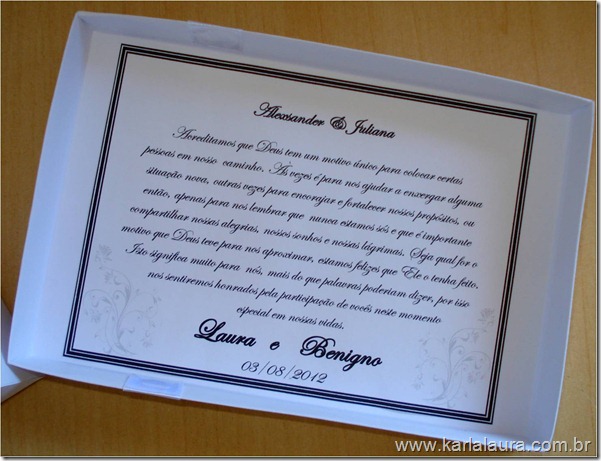 Alexsander & Juliana
Acreditamos que Deus tem um motivo único para colocar certas
pessoas em nosso caminho. Às vezes é para nos ajudar a enxergar alguma
situação nova, outras vezes para encorajar e fortalecer nossos propósitos, ou
então, apenas para nos lembrar que nunca estamos sós e que é importante
compartilhar nossas alegrias, nossos sonhos e nossas lágrimas. Seja qual for o
motivo que Deus teve para nos aproximar, estamos felizes que Ele o tenha feito.
Isto significa muito para nós, mais do que palavras poderiam dizer, por isso
nos sentiremos honrados pela participação de vocês neste momento
especial em nossas vidas.
Laura e Benigno
03/08/2012
www.karlalaura.com.br